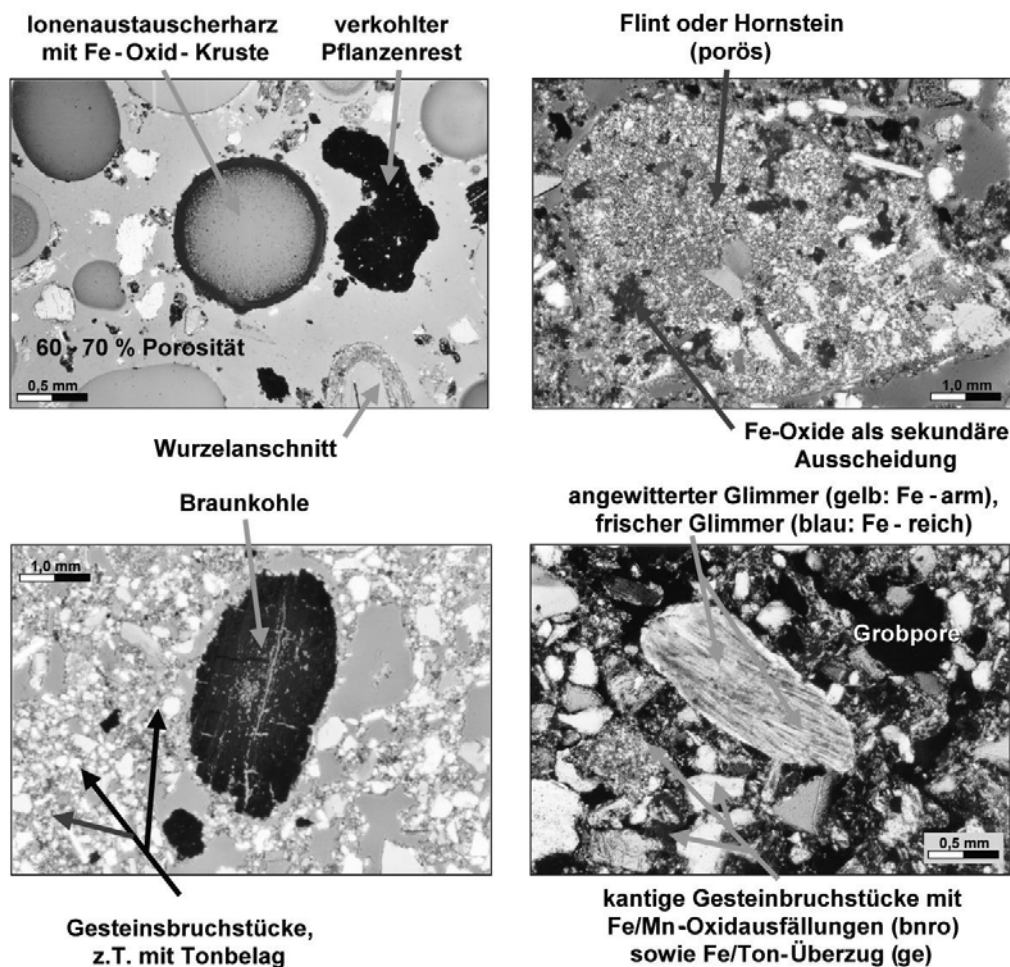 Ionenaustauscherharz
mit Fe-Oxid-Kruste
verkohlter
Pflanzenrest
60 - 70 % Porosität
0,5 mm
Wurzelanschnitt
Flint oder Hornstein
(porös)
1,0 mm
Fe-Oxide als sekundäre
Ausscheidung
Braunkohle
1,0 mm
Gesteinsbruchstücke,
z.T. mit Tonbelag
angewitterter Glimmer (gelb: Fe-arm),
frischer Glimmer (blau: Fe-reich)
Grobpore
0,5 mm
kantige Gesteinbruchstücke mit
Fe/Mn-Oxidausfällungen (bnro)
sowie Fe/Ton-Überzug (ge)